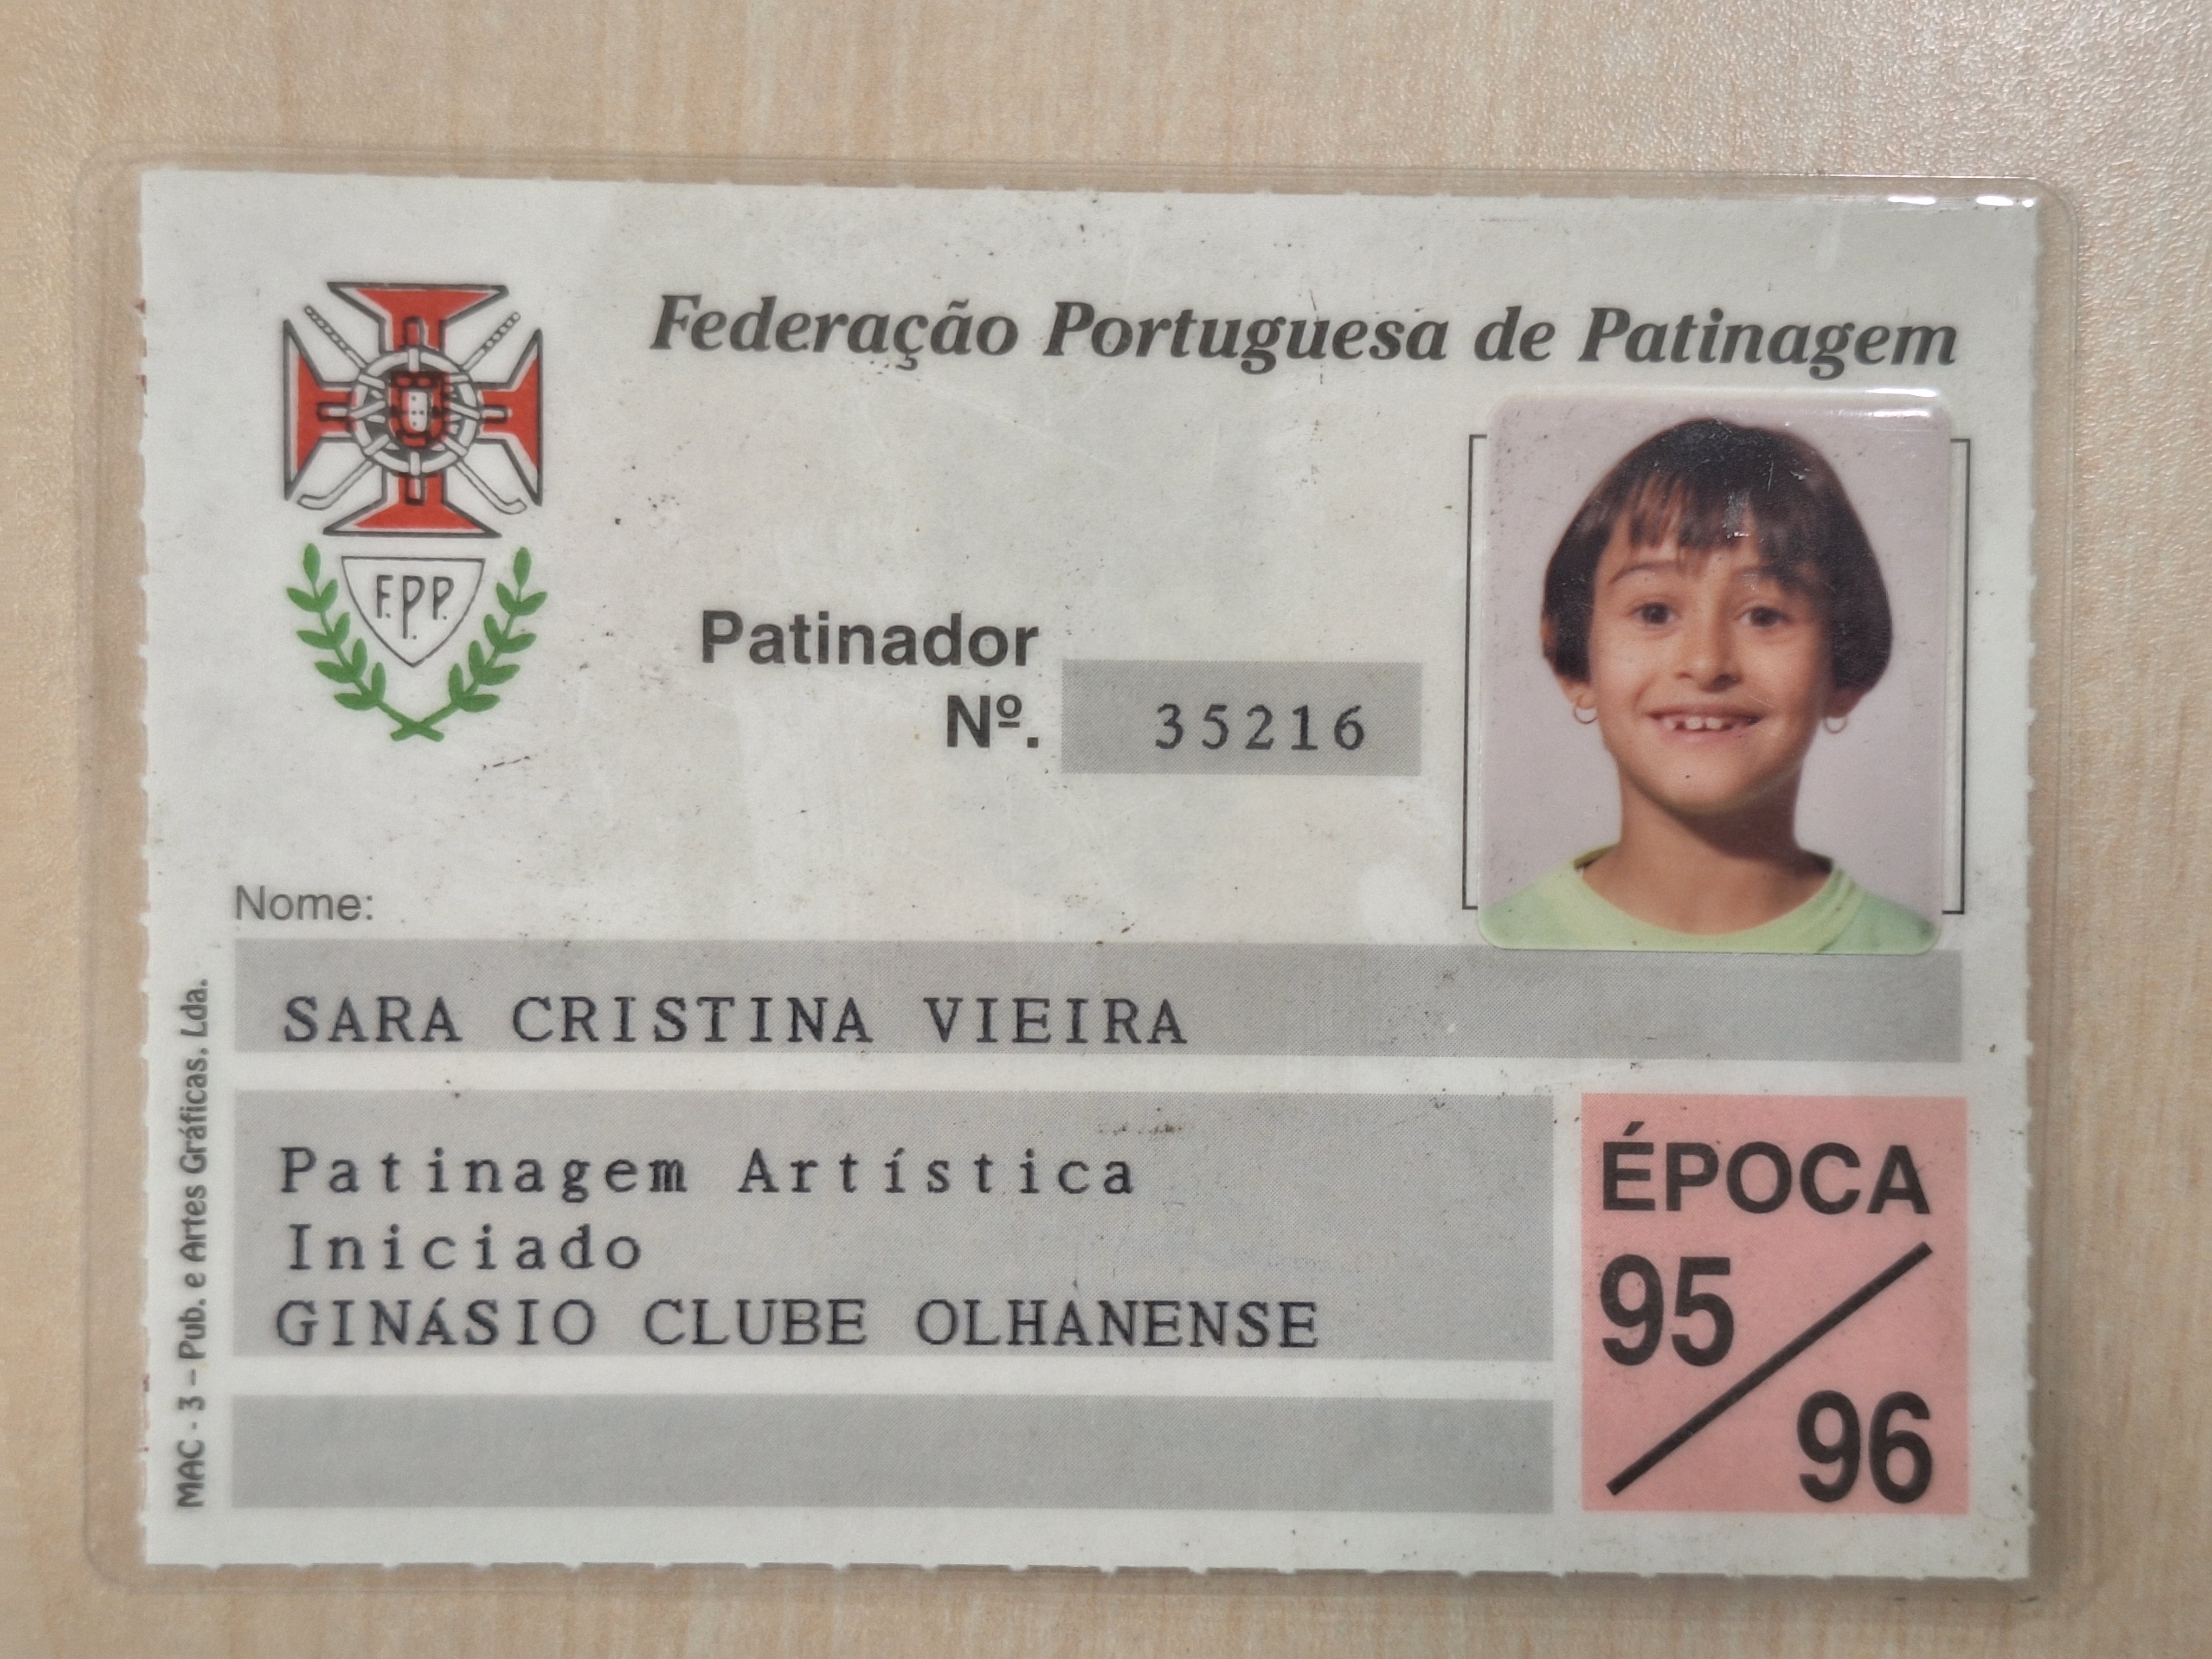 Federação Portuguesa de Patinagem
F.P.P.
Patinador
Nº. 35216
Nome:
SARA CRISTINA VIEIRA
Patinagem Artística
Iniciado
GINÁSIO CLUBE OLHANENSE
ÉPOCA
95/96
MAC - 3 – Pub. e Artes Gráficas, Lda.